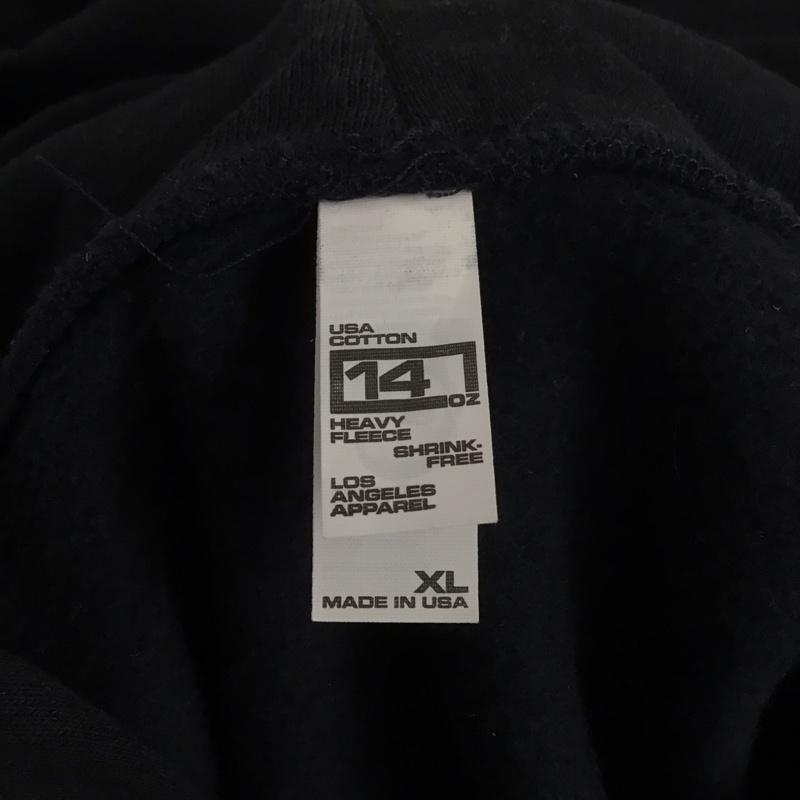 USA
COTTON
14
OZ
HEAVY
FLEECE
SHRINK-
FREE
LOS
ANGELES
APPAREL
XL
MADE IN USA